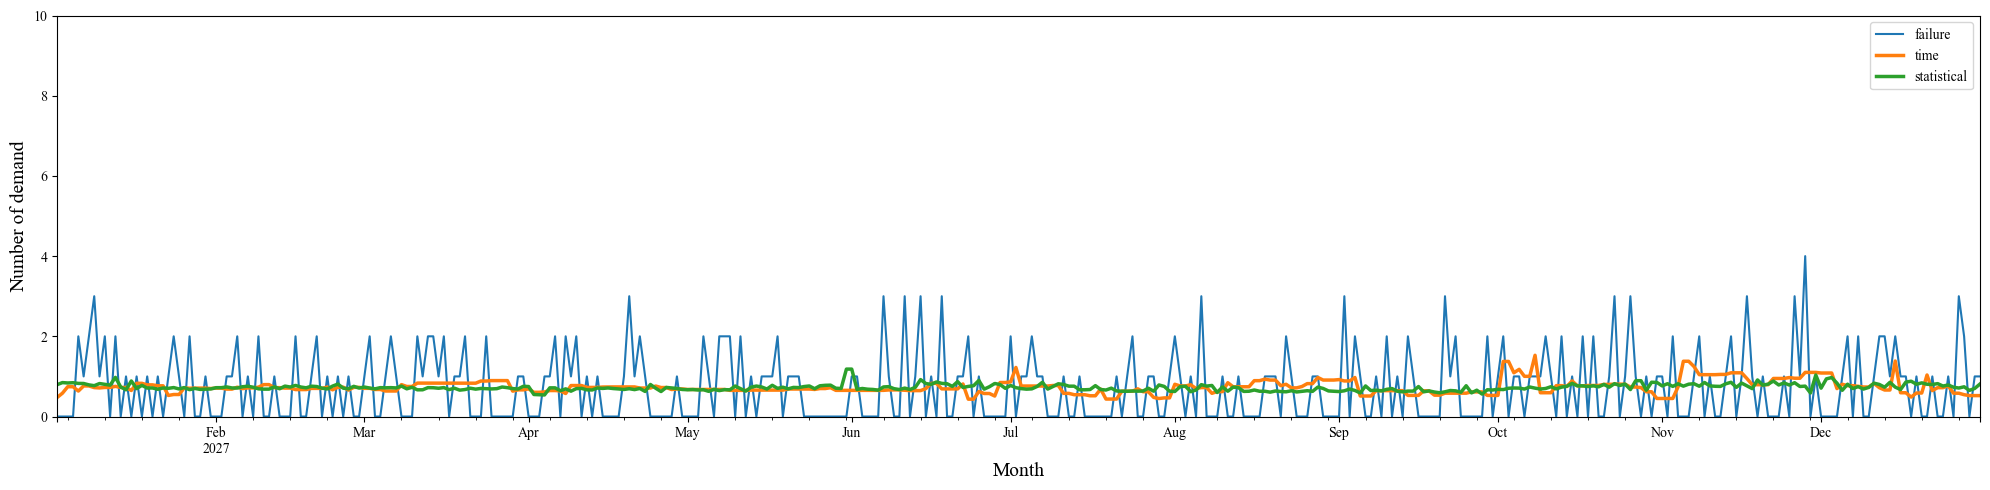 10
8
6
4
2
0
Number of demand
failure
time
statistical
Feb
2027
Mar
Apr
May
Jun
Jul
Aug
Sep
Oct
Nov
Dec
Month